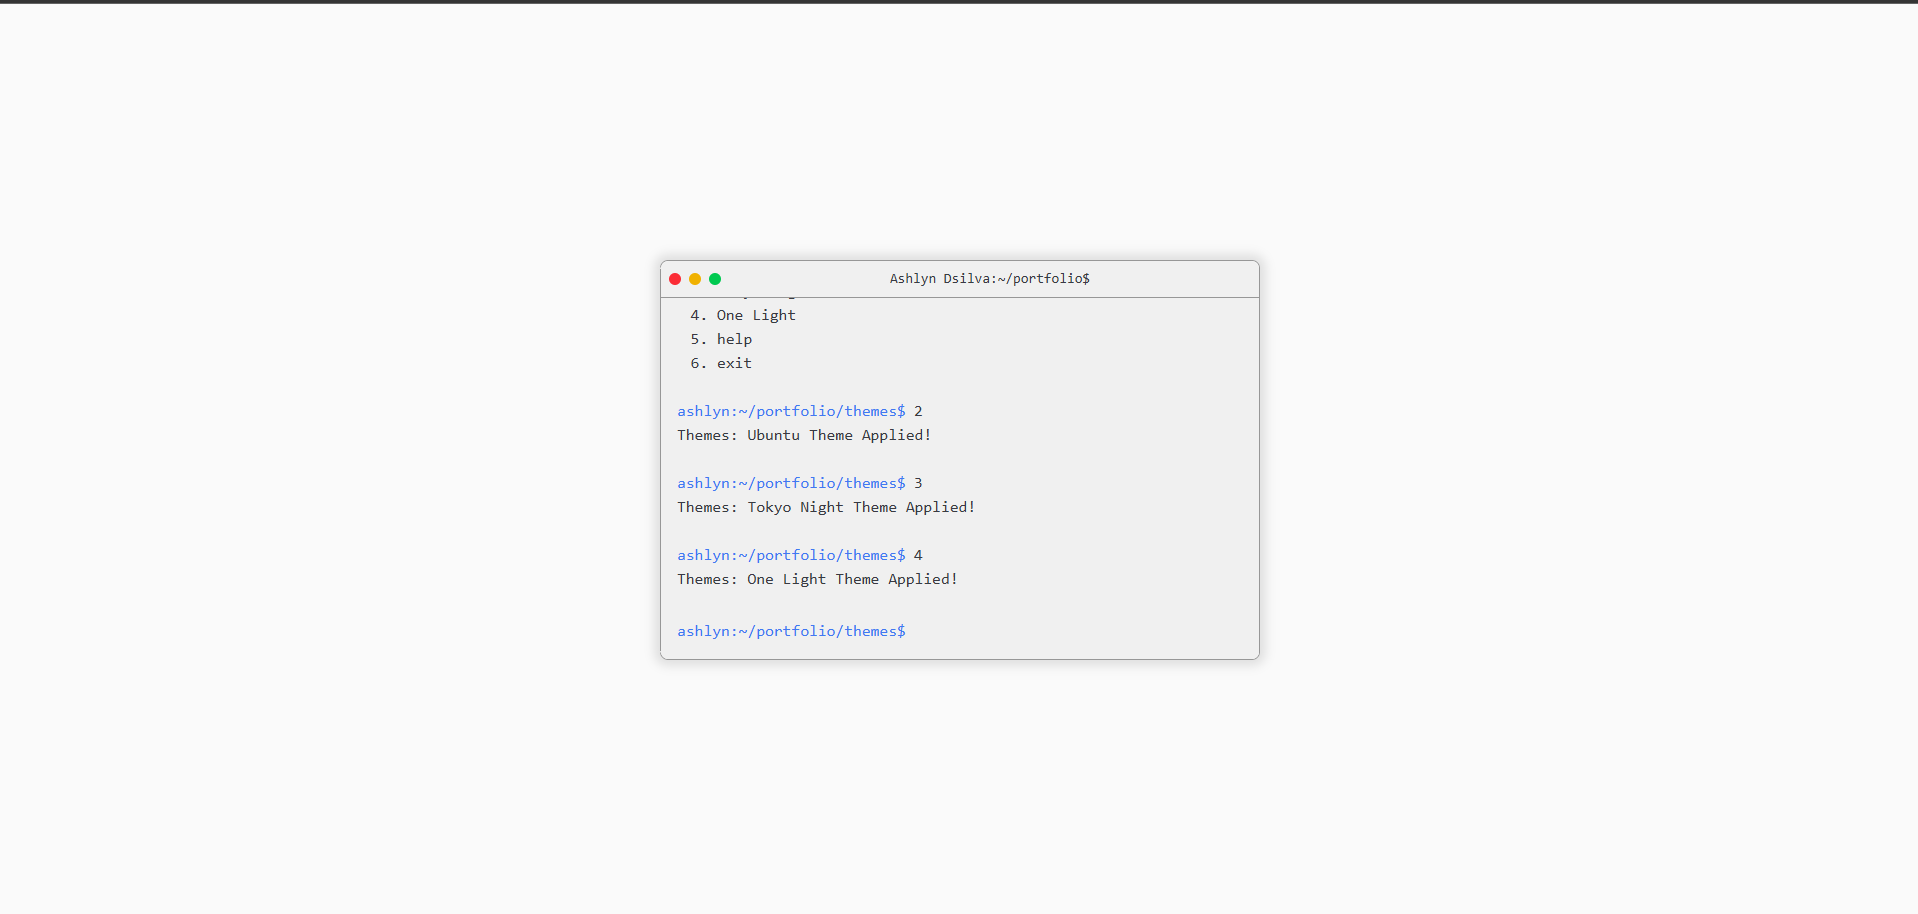 Ashlyn Dsilva:~/portfolio$
4. One Light
5. help
6. exit
ashlyn:~/portfolio/themes$ 2
Themes: Ubuntu Theme Applied!
ashlyn:~/portfolio/themes$ 3
Themes: Tokyo Night Theme Applied!
ashlyn:~/portfolio/themes$ 4
Themes: One Light Theme Applied!
ashlyn:~/portfolio/themes$